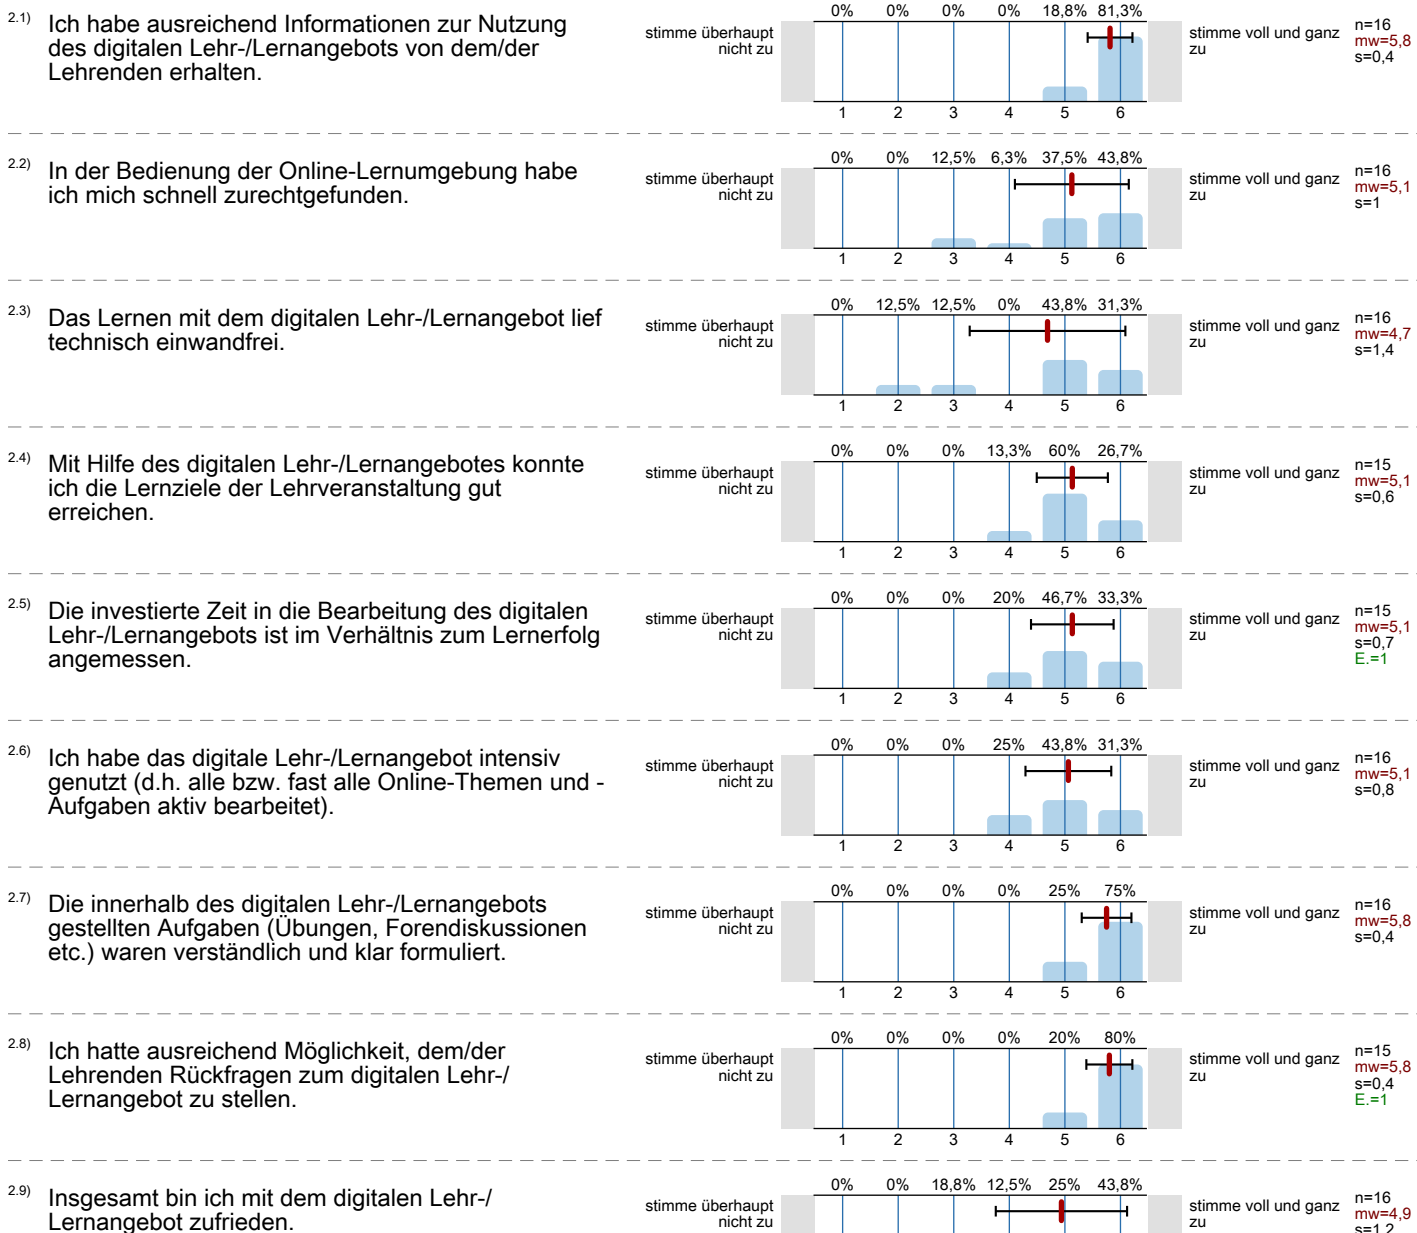 2.1) Ich habe ausreichend Informationen zur Nutzung
des digitalen Lehr-/Lernangebots von dem/der
Lehrenden erhalten.
stimme überhaupt
nicht zu
0% 0% 0% 0% 18,8% 81,3%
1 2 3 4 5 6
stimme voll und ganz
zu
n=16
mw=5,8
s=0,4
2.2) In der Bedienung der Online-Lernumgebung habe
ich mich schnell zurechtgefunden.
stimme überhaupt
nicht zu
0% 0% 12,5% 6,3% 37,5% 43,8%
1 2 3 4 5 6
stimme voll und ganz
zu
n=16
mw=5,1
s=1
2.3) Das Lernen mit dem digitalen Lehr-/Lernangebot lief
technisch einwandfrei.
stimme überhaupt
nicht zu
0% 12,5% 12,5% 0% 43,8% 31,3%
1 2 3 4 5 6
stimme voll und ganz
zu
n=16
mw=4,7
s=1,4
2.4) Mit Hilfe des digitalen Lehr-/Lernangebotes konnte
ich die Lernziele der Lehrveranstaltung gut
erreichen.
stimme überhaupt
nicht zu
0% 0% 0% 13,3% 60% 26,7%
1 2 3 4 5 6
stimme voll und ganz
zu
n=15
mw=5,1
s=0,6
2.5) Die investierte Zeit in die Bearbeitung des digitalen
Lehr-/Lernangebots ist im Verhältnis zum Lernerfolg
angemessen.
stimme überhaupt
nicht zu
0% 0% 0% 20% 46,7% 33,3%
1 2 3 4 5 6
stimme voll und ganz
zu
n=15
mw=5,1
s=0,7
E.=1
2.6) Ich habe das digitale Lehr-/Lernangebot intensiv
genutzt (d.h. alle bzw. fast alle Online-Themen und -
Aufgaben aktiv bearbeitet).
stimme überhaupt
nicht zu
0% 0% 0% 25% 43,8% 31,3%
1 2 3 4 5 6
stimme voll und ganz
zu
n=16
mw=5,1
s=0,8
2.7) Die innerhalb des digitalen Lehr-/Lernangebots
gestellten Aufgaben (Übungen, Forendiskussionen
etc.) waren verständlich und klar formuliert.
stimme überhaupt
nicht zu
0% 0% 0% 0% 25% 75%
1 2 3 4 5 6
stimme voll und ganz
zu
n=16
mw=5,8
s=0,4
2.8) Ich hatte ausreichend Möglichkeit, dem/der
Lehrenden Rückfragen zum digitalen Lehr-/
Lernangebot zu stellen.
stimme überhaupt
nicht zu
0% 0% 0% 0% 20% 80%
1 2 3 4 5 6
stimme voll und ganz
zu
n=15
mw=5,8
s=0,4
E.=1
2.9) Insgesamt bin ich mit dem digitalen Lehr-/
Lernangebot zufrieden.
stimme überhaupt
nicht zu
0% 0% 18,8% 12,5% 25% 43,8%
stimme voll und ganz
zu
n=16
mw=4,9
s=1,2